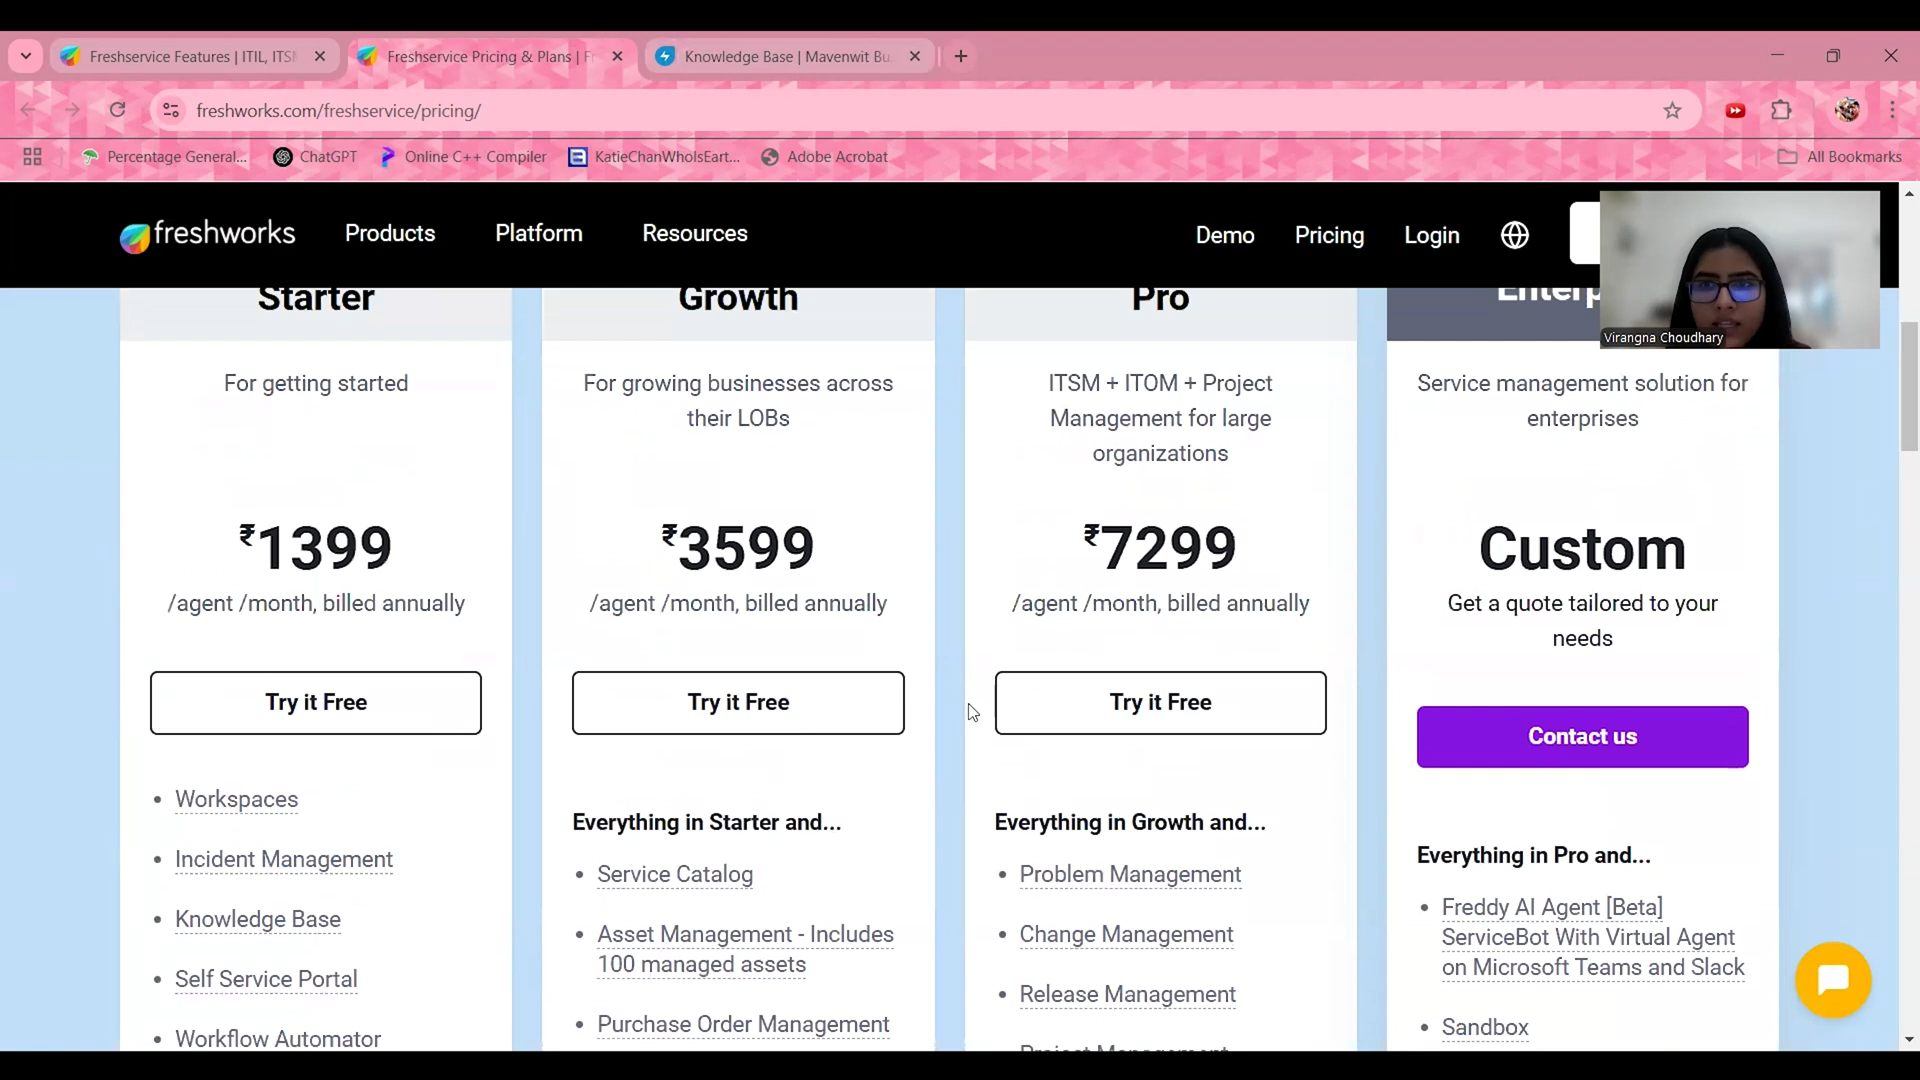 Freshservice Features | ITIL, ITSM
Freshservice Pricing & Plans | Fr
Knowledge Base | Mavenwit Bu
freshworks.com/freshservice/pricing/
Percentage General...
ChatGPT
Online C++ Compiler
KatieChanWhoIsEart...
Adobe Acrobat
All Bookmarks
freshworks
Products
Platform
Resources
Demo
Pricing
Login
Virangna Choudhary
Starter
For getting started
₹1399
/agent /month, billed annually
Try it Free
Workspaces
Incident Management
Knowledge Base
Self Service Portal
Workflow Automator
Growth
For growing businesses across
their LOBs
₹3599
/agent /month, billed annually
Try it Free
Everything in Starter and...
Service Catalog
Asset Management - Includes
100 managed assets
Purchase Order Management
Pro
ITSM + ITOM + Project
Management for large
organizations
₹7299
/agent /month, billed annually
Try it Free
Everything in Growth and...
Problem Management
Change Management
Release Management
Project Management
Enterp
Service management solution for
enterprises
Custom
Get a quote tailored to your
needs
Contact us
Everything in Pro and...
Freddy AI Agent [Beta]
ServiceBot With Virtual Agent
on Microsoft Teams and Slack
Sandbox